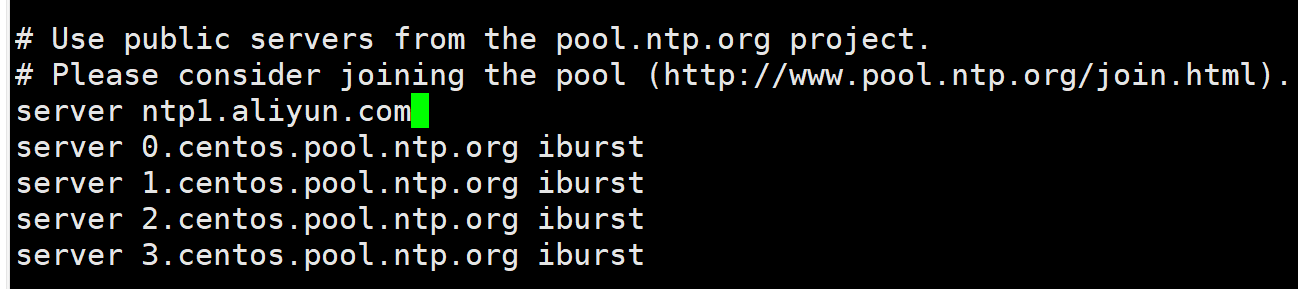 # Use public servers from the pool.ntp.org project.
# Please consider joining the pool (http://www.pool.ntp.org/join.html).
server ntp1.aliyun.com
server 0.centos.pool.ntp.org iburst
server 1.centos.pool.ntp.org iburst
server 2.centos.pool.ntp.org iburst
server 3.centos.pool.ntp.org iburst